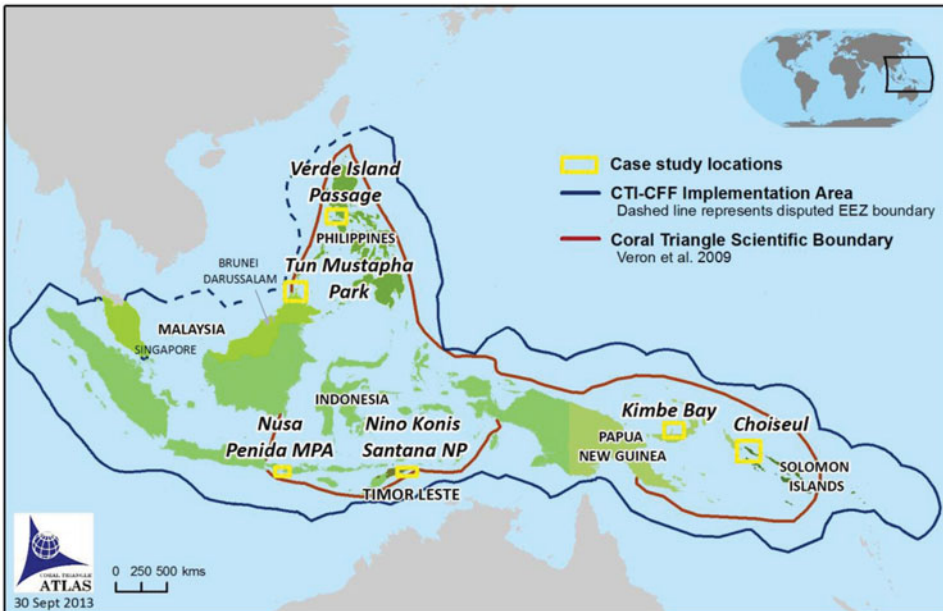 Verde Island
Passage
PHILIPPINES
BRUNEI
DARUSSALAM
Tun Mustapha
Park
MALAYSIA
SINGAPORE
INDONESIA
Nusa
Penida MPA
Nino Konis
Santana NP
TIMOR LESTE
Kimbe Bay
Choiseul
PAPUA
NEW GUINEA
SOLOMON
ISLANDS
Case study locations
CTI-CFF Implementation Area
Dashed line represents disputed EEZ boundary
Coral Triangle Scientific Boundary
Veron et al. 2009
CORAL TRIANGLE
ATLAS
30 Sept 2013
0 250 500 kms